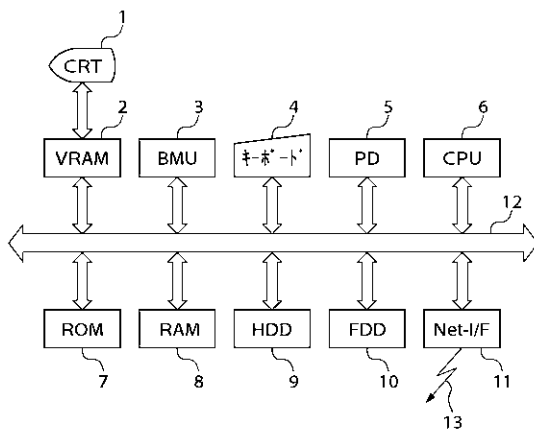 1
CRT
2
3
4
5
6
VRAM
BMU
キーボード
PD
CPU
12
ROM
RAM
HDD
FDD
Net-I/F
7
8
9
10
11
13